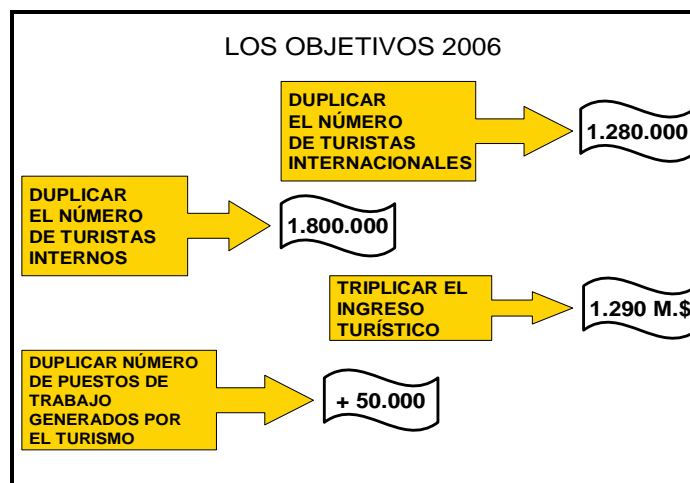 LOS OBJETIVOS 2006
DUPLICAR
EL NÚMERO
DE TURISTAS
INTERNACIONALES
1.280.000
DUPLICAR
EL NÚMERO
DE TURISTAS
INTERNOS
1.800.000
TRIPLICAR EL
INGRESO
TURÍSTICO
1.290 M.$
DUPLICAR NÚMERO
DE PUESTOS DE
TRABAJO
GENERADOS POR
EL TURISMO
+ 50.000